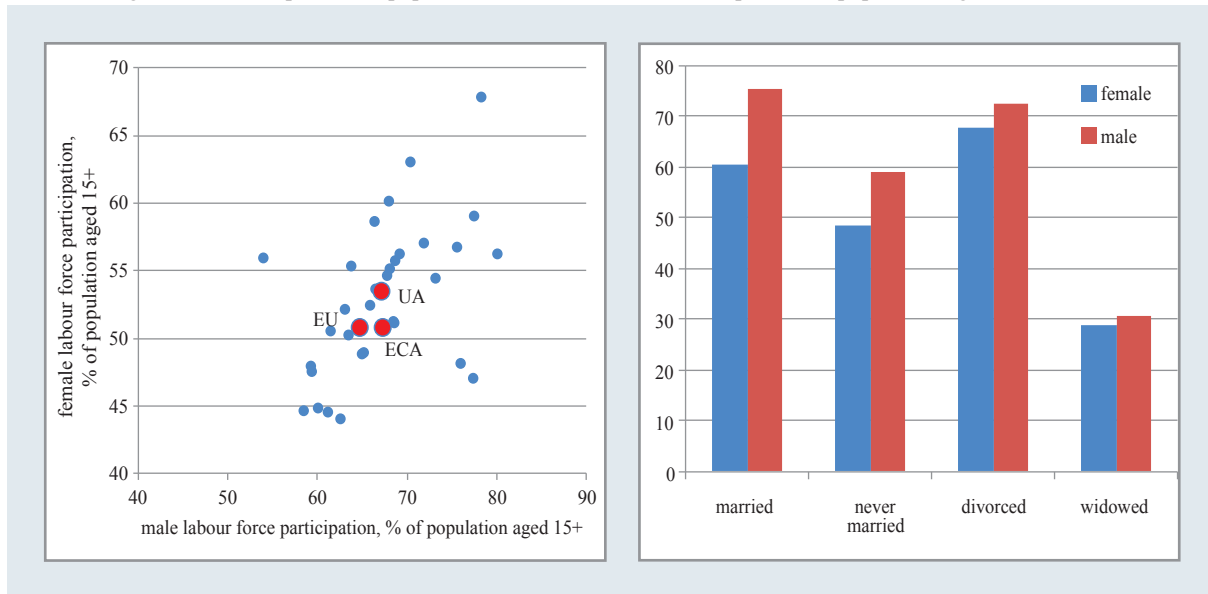 70
65
60
55
50
45
40
40
50
60
70
80
90
female labour force participation,
% of population aged 15+
male labour force participation, % of population aged 15+
UA
EU
ECA
80
70
60
50
40
30
20
10
0
female
male
married
never
married
divorced
widowed